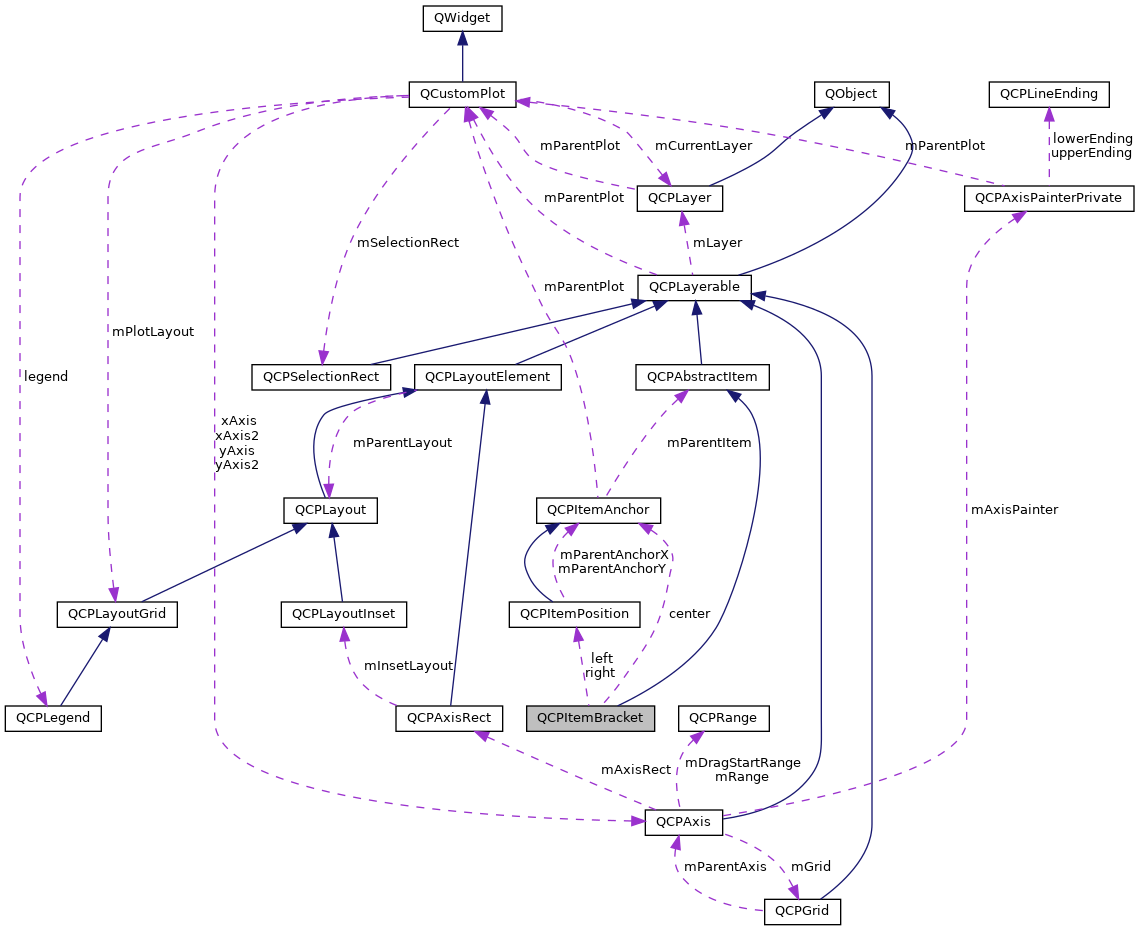 QWidget
QCustomPlot
QObject
QCPLineEnding
lowerEnding
upperEnding
mParentPlot
mCurrentLayer
mParentPlot
QCPLayer
mParentPlot
QCPAxisPainterPrivate
mSelectionRect
mLayer
QCPLayerable
mParentPlot
mPlotLayout
legend
QCPSelectionRect
QCPLayoutElement
QCPAbstractItem
xAxis
xAxis2
yAxis
yAxis2
mParentLayout
mParentItem
QCPLayout
QCPItemAnchor
mAxisPainter
mParentAnchorX
mParentAnchorY
QCPLayoutGrid
QCPLayoutInset
QCPItemPosition
center
mInsetLayout
left
right
QCPLegend
QCPAxisRect
QCPItemBracket
QCPRange
mAxisRect
mDragStartRange
mRange
QCPAxis
mParentAxis
mGrid
QCPGrid